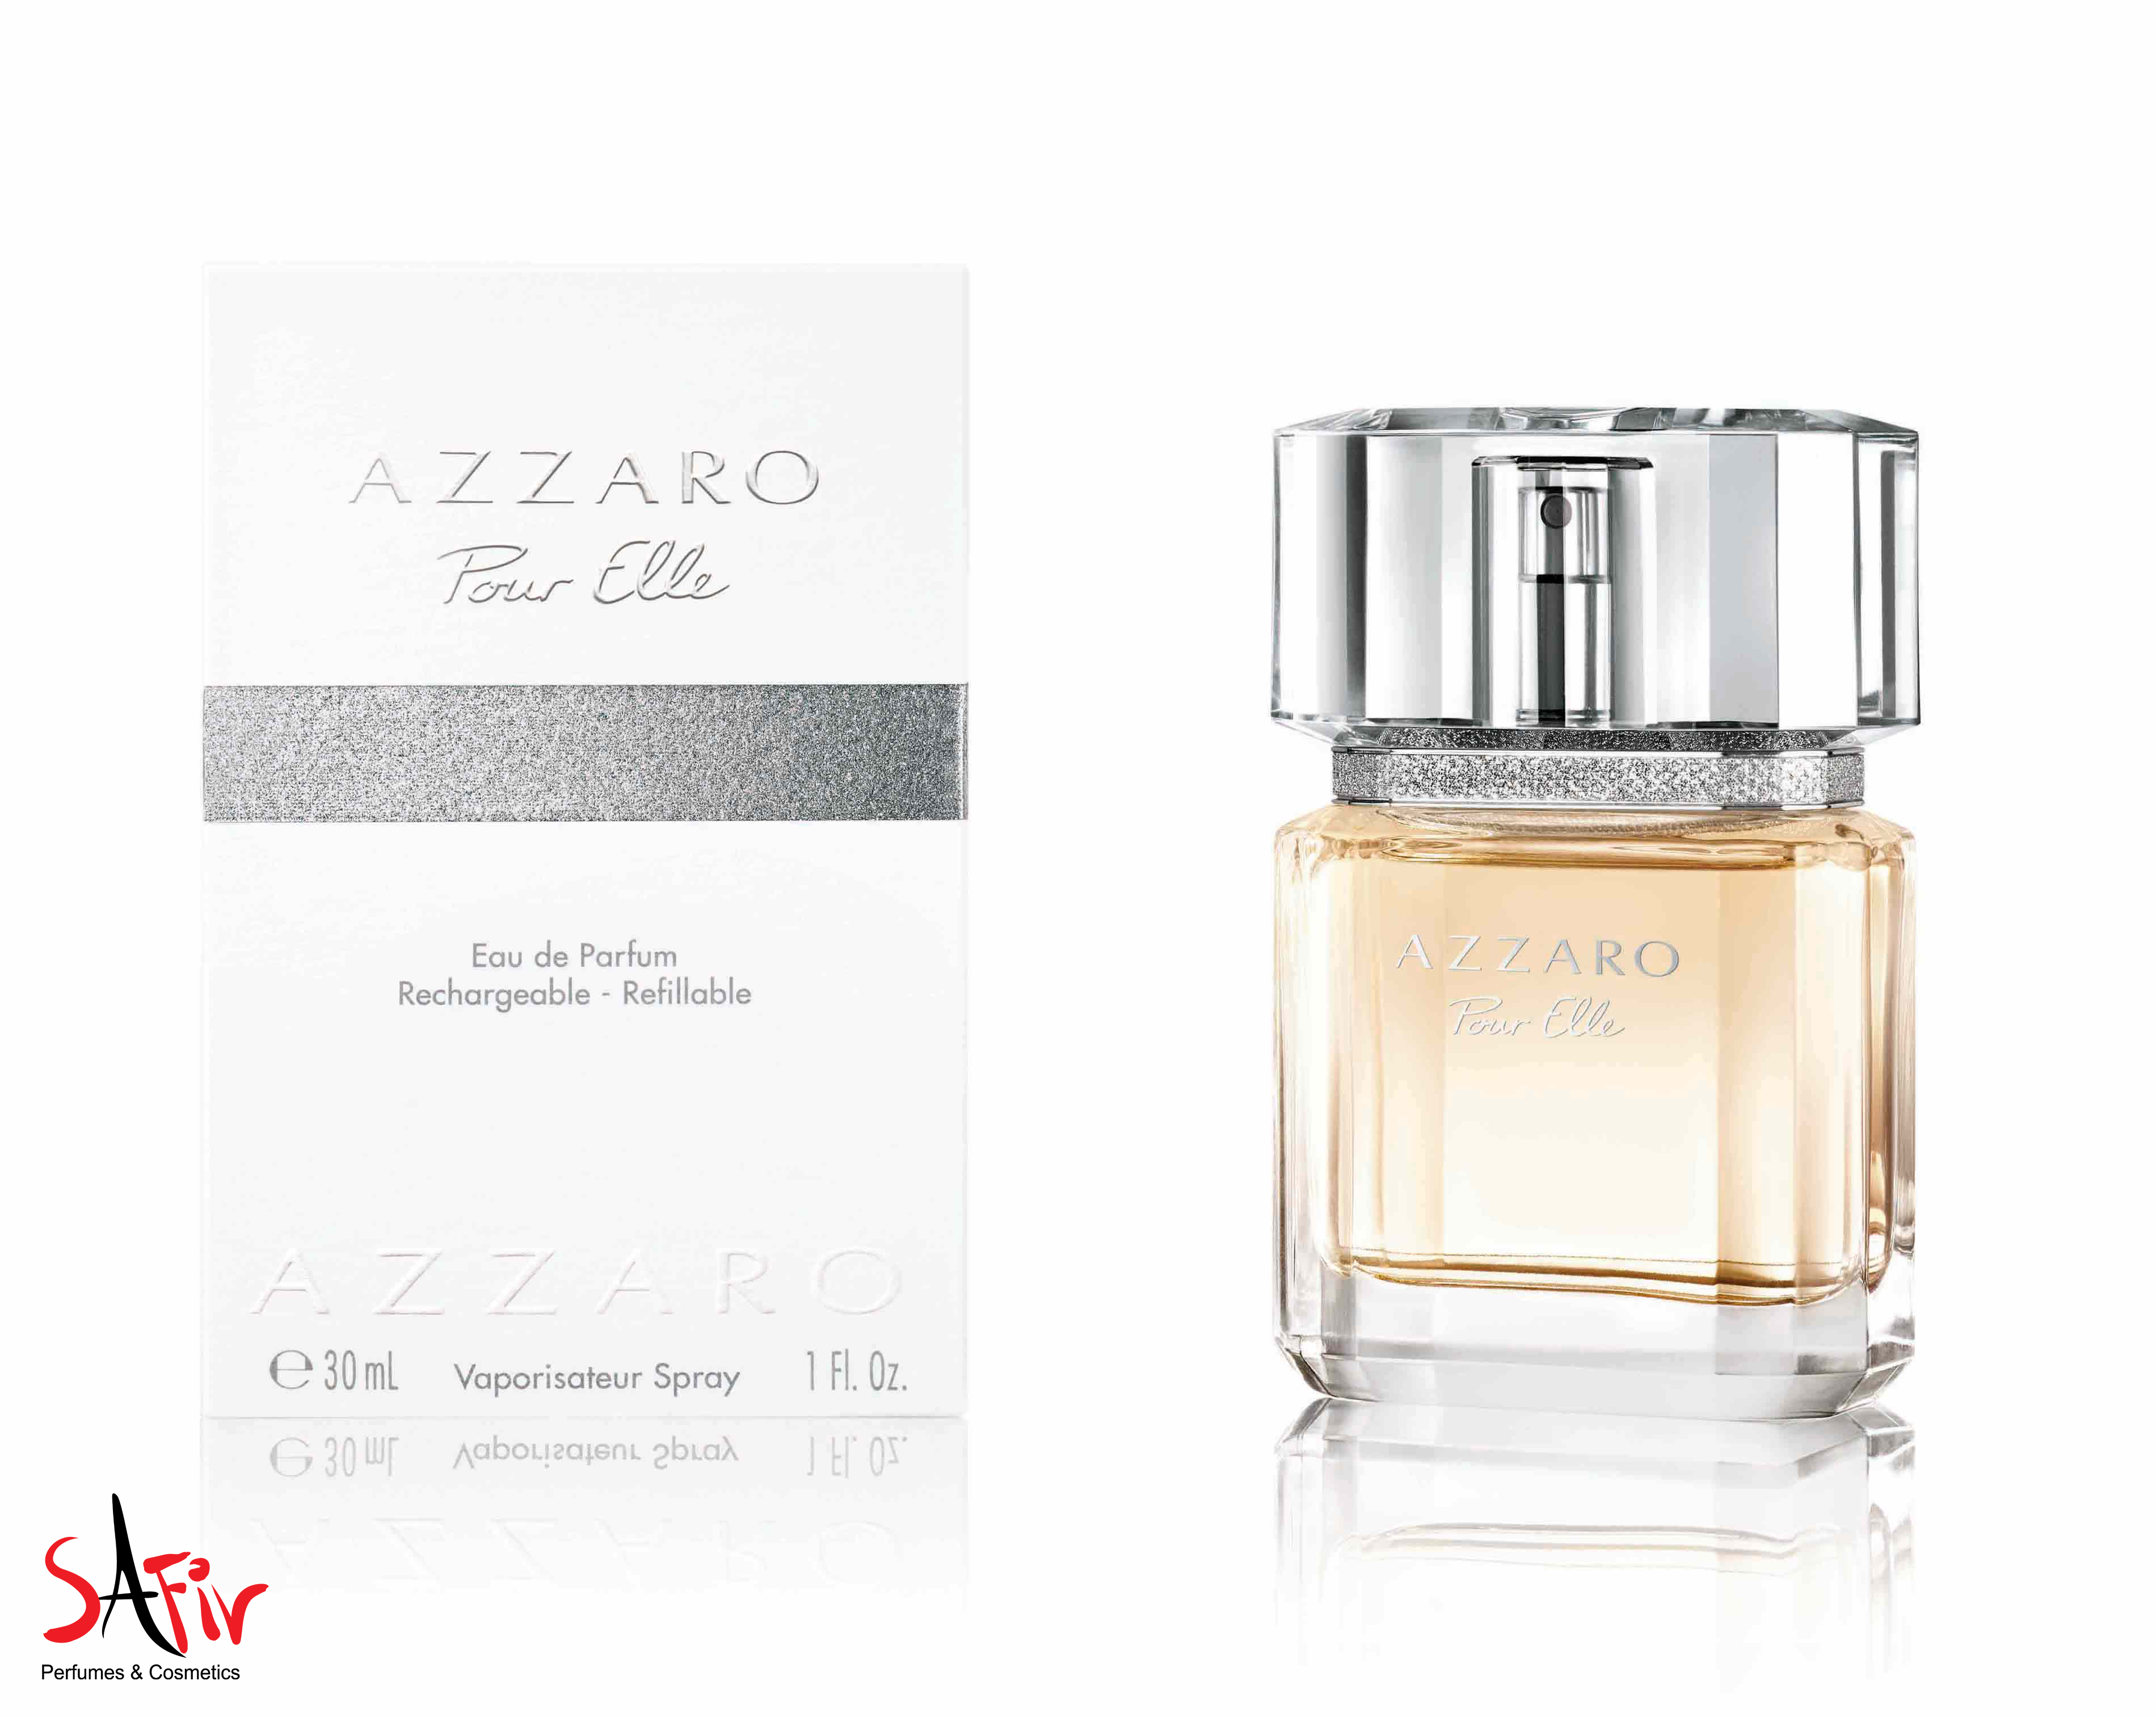 AZZARO
Pour Elle
Eau de Parfum
Rechargeable - Refillable
AZZARO
℮ 30 mL Vaporisateur Spray 1 Fl. Oz.
AZZARO
Pour Elle
SAFIR
Perfumes & Cosmetics